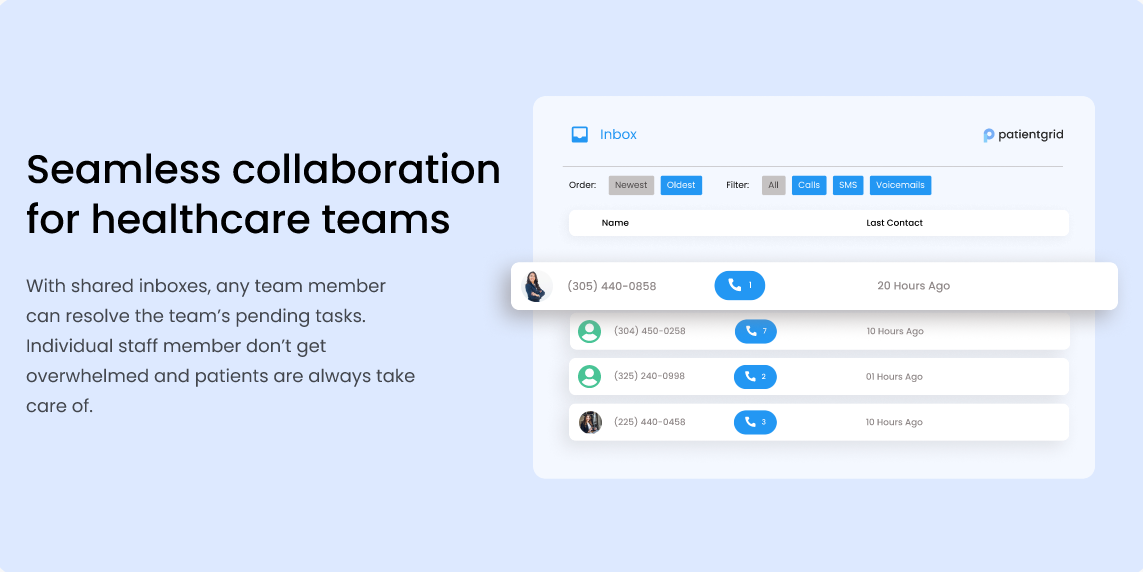 Seamless collaboration
for healthcare teams
With shared inboxes, any team member
can resolve the team’s pending tasks.
Individual staff member don’t get
overwhelmed and patients are always take
care of.
Inbox
patientgrid
Order: Newest Oldest Filter: All Calls SMS Voicemails
Name Last Contact
(305) 440-0858 1 20 Hours Ago
(304) 450-0258 7 10 Hours Ago
(325) 240-0998 2 01 Hours Ago
(225) 440-0458 3 10 Hours Ago